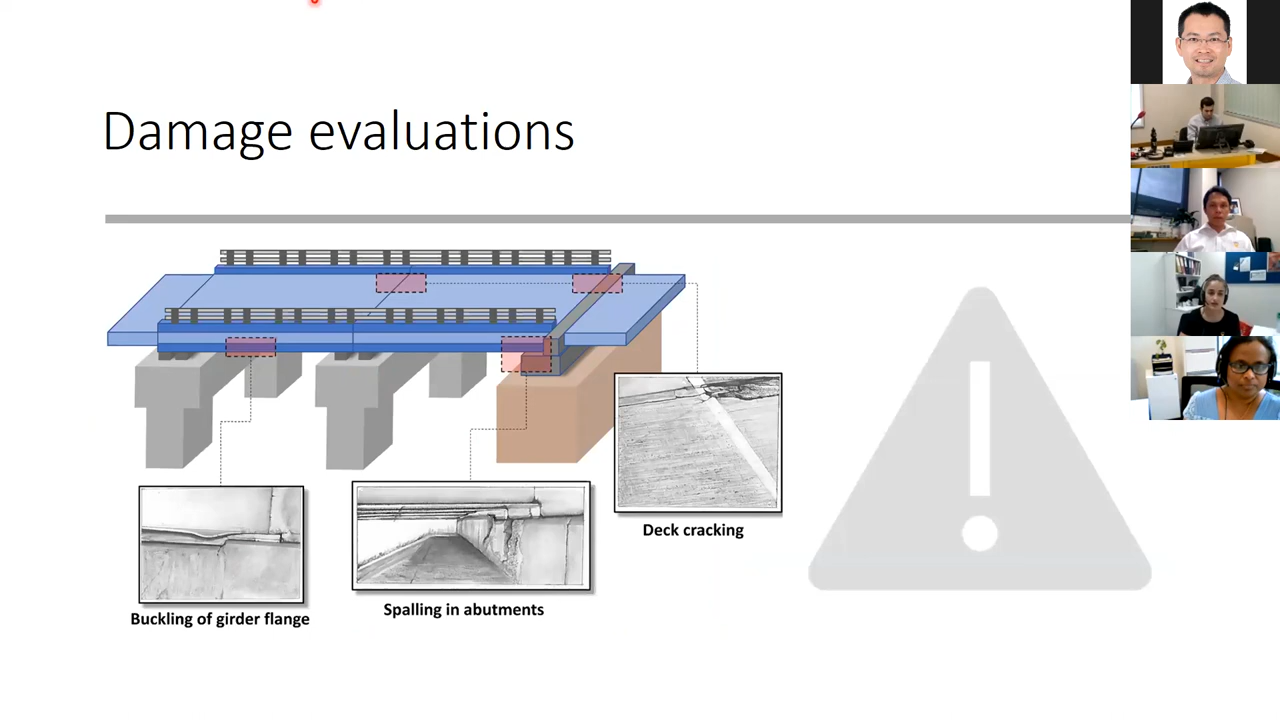 Damage evaluations
Deck cracking
Spalling in abutments
Buckling of girder flange